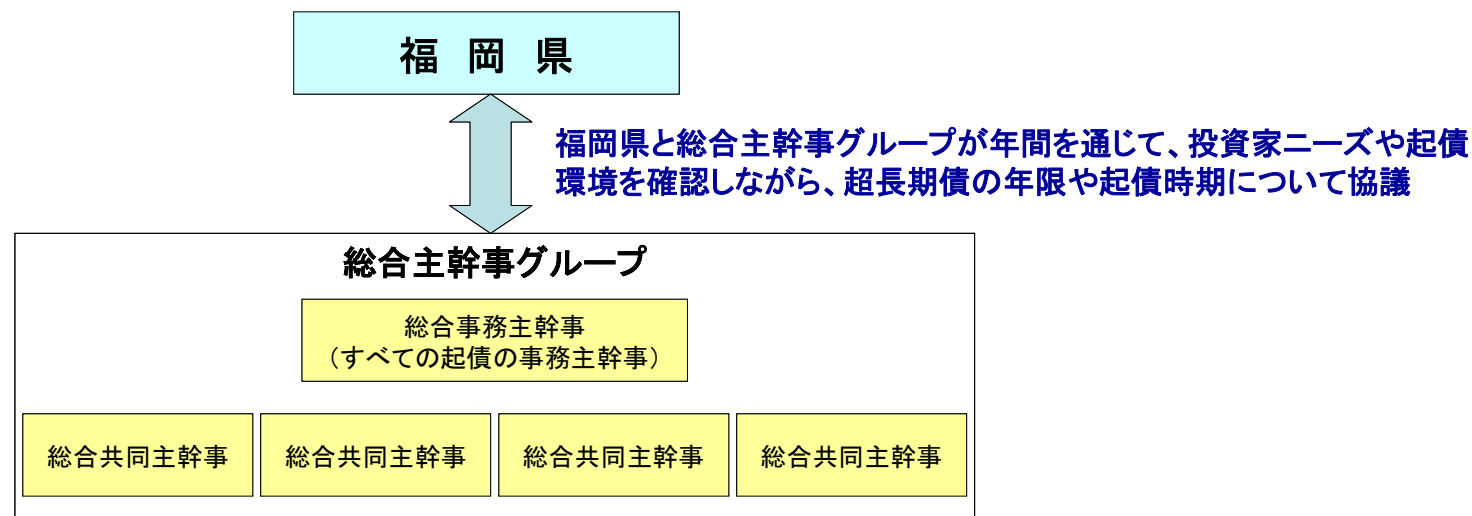 福　岡　県
福岡県と総合主幹事グループが年間を通じて、投資家ニーズや起債
環境を確認しながら、超長期債の年限や起債時期について協議
総合主幹事グループ
総合事務主幹事
（すべての起債の事務主幹事）
総合共同主幹事
総合共同主幹事
総合共同主幹事
総合共同主幹事